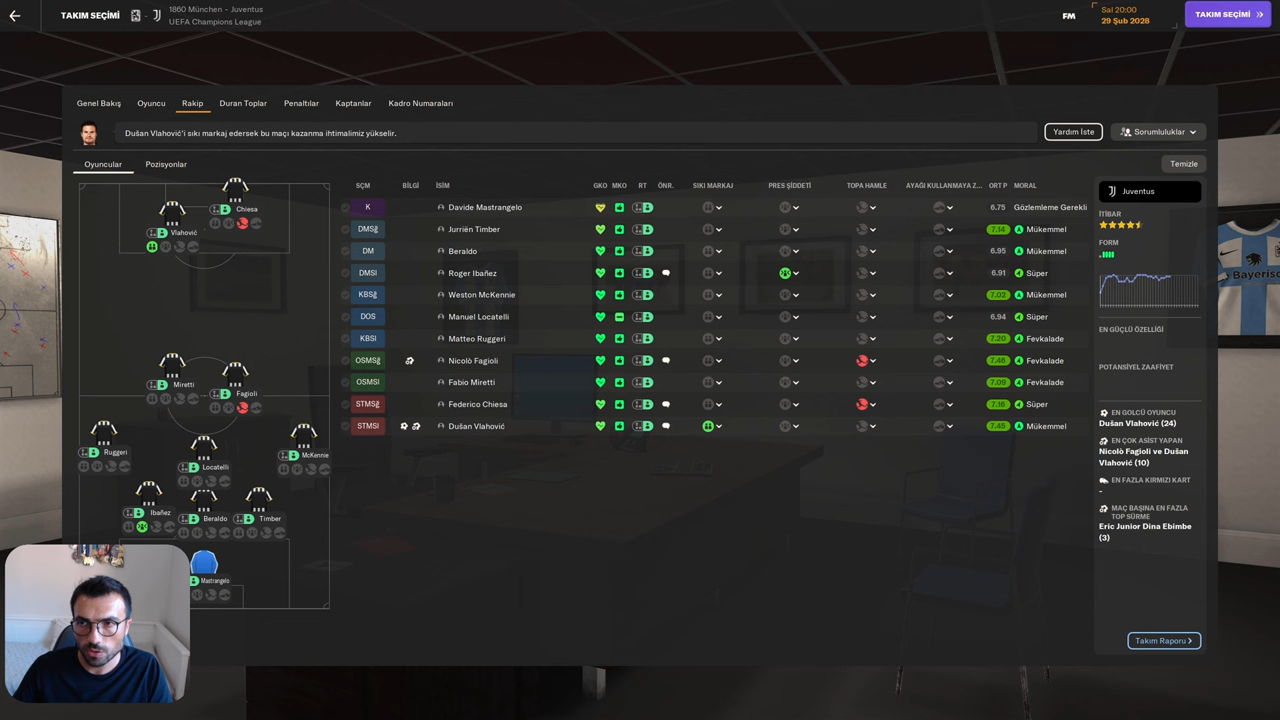 TAKIM SEÇİMİ
1860 München - Juventus
UEFA Champions League
FM
Sal 20:00
29 Şub 2028
TAKIM SEÇİMİ
Genel Bakış
Oyuncu
Rakip
Duran Toplar
Penaltılar
Kaptanlar
Kadro Numaraları
Dušan Vlahović'i sıkı markaj edersek bu maçı kazanma ihtimalimiz yükselir.
Yardım İste
Sorumluluklar
Oyuncular
Pozisyonlar
Temizle
SÇM BİLGİ İSİM GKO MKO RT ÖNR. SIKI MARKAJ PRES ŞİDDETİ TOPA HAMLE AYAĞI KULLANMAYA Z... ORT P MORAL
K Davide Mastrangelo 6.75 Gözlemleme Gerekli
DMSğ Jurriën Timber 7.14 Mükemmel
DM Beraldo 6.95 Mükemmel
DMSl Roger Ibañez 6.91 Süper
KBSğ Weston McKennie 7.02 Mükemmel
DOS Manuel Locatelli 6.94 Süper
KBSl Matteo Ruggeri 7.20 Fevkalade
OSMSğ Nicolò Fagioli 7.46 Fevkalade
OSMSl Fabio Miretti 7.09 Fevkalade
STMSğ Federico Chiesa 7.16 Süper
STMSl Dušan Vlahović 7.45 Mükemmel
Chiesa
Vlahović
Miretti
Fagioli
Ruggeri
Locatelli
McKennie
Ibañez
Beraldo
Timber
Mastrangelo
Juventus
İTİBAR
FORM
EN GÜÇLÜ ÖZELLİĞİ
POTANSİYEL ZAAFİYET
EN GOLCÜ OYUNCU
Dušan Vlahović (24)
EN ÇOK ASİST YAPAN
Nicolò Fagioli ve Dušan
Vlahović (10)
EN FAZLA KIRMIZI KART
-
MAÇ BAŞINA EN FAZLA
TOP SÜRME
Eric Junior Dina Ebimbe
(3)
Takım Raporu
Bayeris